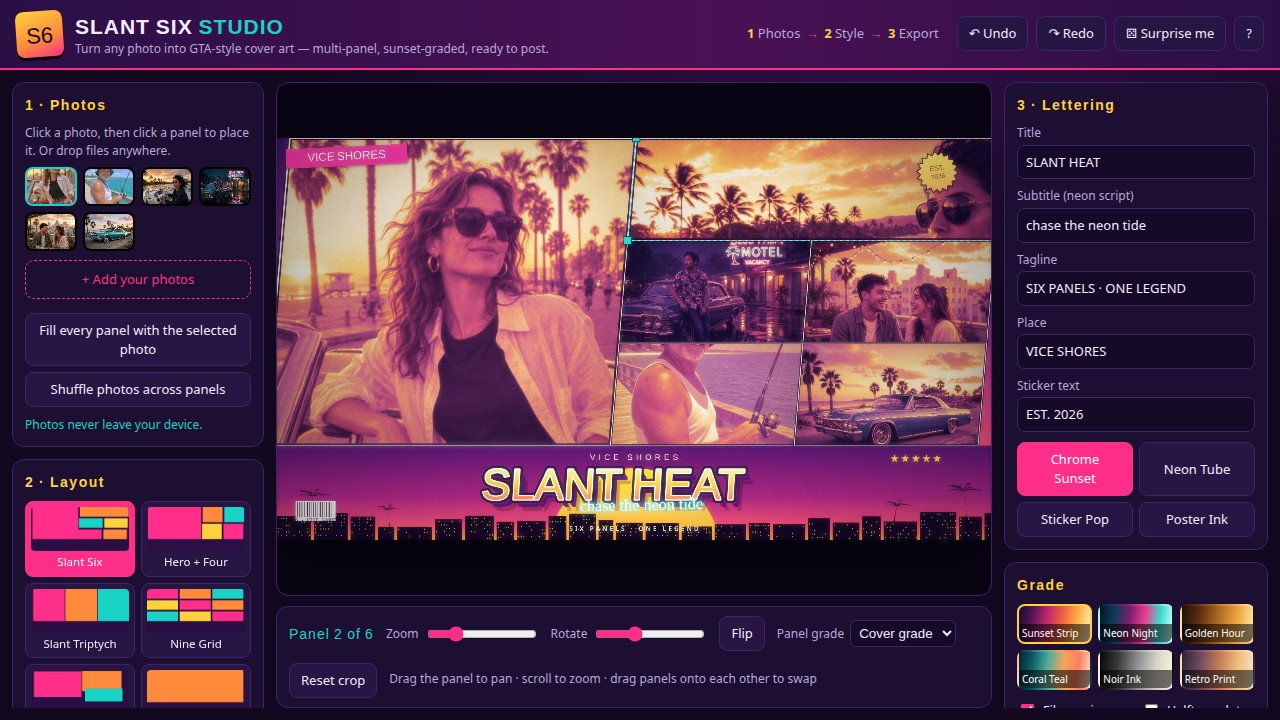 S6
SLANT SIX STUDIO
Turn any photo into GTA-style cover art — multi-panel, sunset-graded, ready to post.
1 Photos → 2 Style → 3 Export
↶ Undo
↷ Redo
⚄ Surprise me
?
1 · Photos
Click a photo, then click a panel to place
it. Or drop files anywhere.
+ Add your photos
Fill every panel with the selected
photo
Shuffle photos across panels
Photos never leave your device.
2 · Layout
Slant Six
Hero + Four
Slant Triptych
Nine Grid
VICE SHORES
EST.
2026
MOTEL
VACANCY
VICE SHORES
★★★★★
SLANT HEAT
chase the neon tide
SIX PANELS · ONE LEGEND
Panel 2 of 6
Zoom
Rotate
Flip
Panel grade
Cover grade
Reset crop
Drag the panel to pan · scroll to zoom · drag panels onto each other to swap
3 · Lettering
Title
SLANT HEAT
Subtitle (neon script)
chase the neon tide
Tagline
SIX PANELS · ONE LEGEND
Place
VICE SHORES
Sticker text
EST. 2026
Chrome
Sunset
Neon Tube
Sticker Pop
Poster Ink
Grade
Sunset Strip
Neon Night
Golden Hour
Coral Teal
Noir Ink
Retro Print